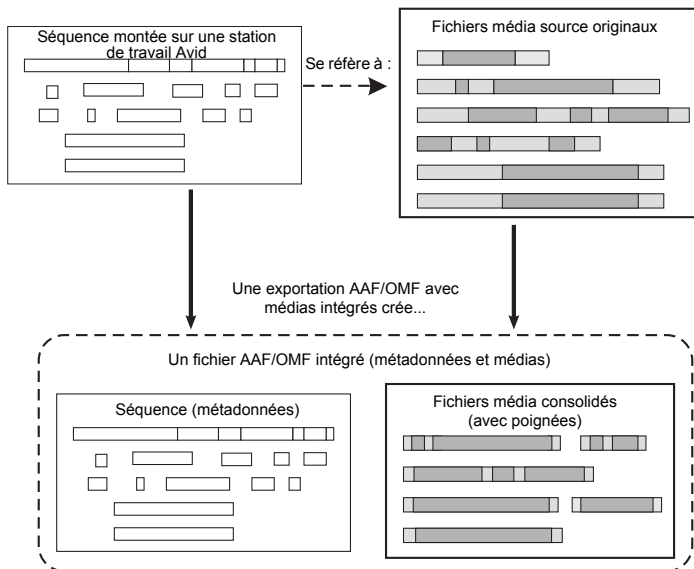 Séquence montée sur une station
de travail Avid
Se réfère à :
Fichiers média source originaux
Une exportation AAF/OMF avec
médias intégrés crée...
Un fichier AAF/OMF intégré (métadonnées et médias)
Séquence (métadonnées)
Fichiers média consolidés
(avec poignées)